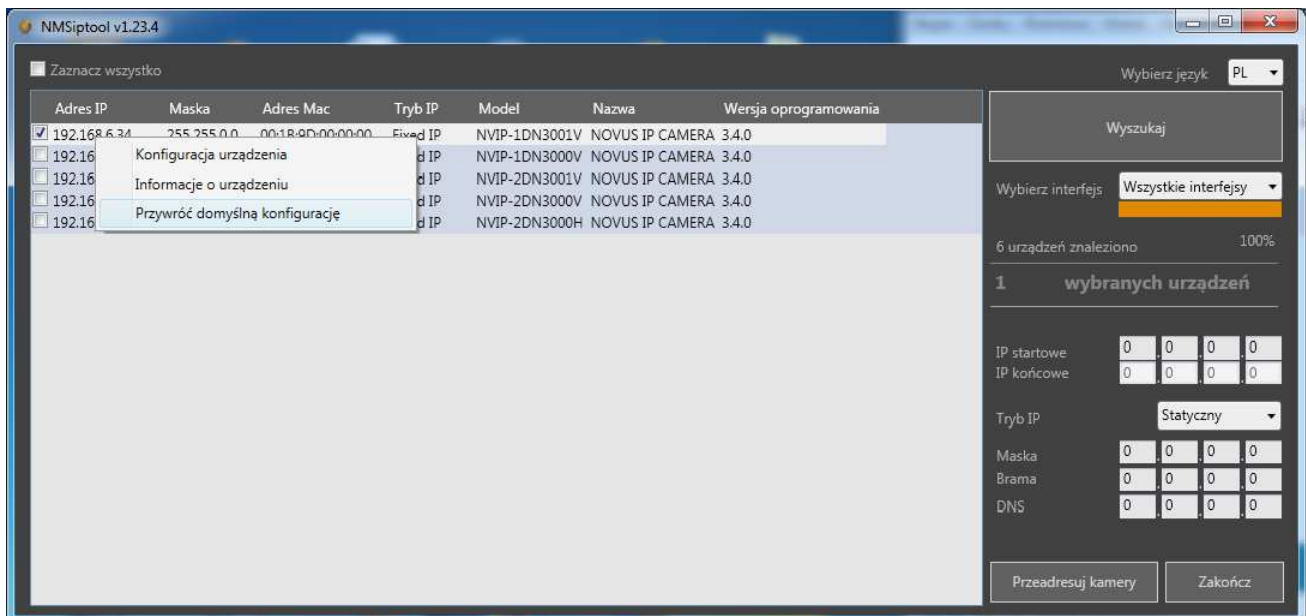 NMSiptool v1.23.4
Zaznacz wszystko
Wybierz język PL
Adres IP Maska Adres Mac Tryb IP Model Nazwa Wersja oprogramowania
192.168.6.34 255.255.0.0 00:1B:9D:00:00:00 Fixed IP NVIP-1DN3001V NOVUS IP CAMERA 3.4.0
192.16 d IP NVIP-1DN3000V NOVUS IP CAMERA 3.4.0
192.16 d IP NVIP-2DN3001V NOVUS IP CAMERA 3.4.0
192.16 d IP NVIP-2DN3000V NOVUS IP CAMERA 3.4.0
192.16 d IP NVIP-2DN3000H NOVUS IP CAMERA 3.4.0
Konfiguracja urządzenia
Informacje o urządzeniu
Przywróć domyślną konfigurację
Wyszukaj
Wybierz interfejs Wszystkie interfejsy
6 urządzeń znaleziono 100%
1 wybranych urządzeń
IP startowe 0 . 0 . 0 . 0
IP końcowe 0 . 0 . 0 . 0
Tryb IP Statyczny
Maska 0 . 0 . 0 . 0
Brama 0 . 0 . 0 . 0
DNS 0 . 0 . 0 . 0
Przeadresuj kamery Zakończ